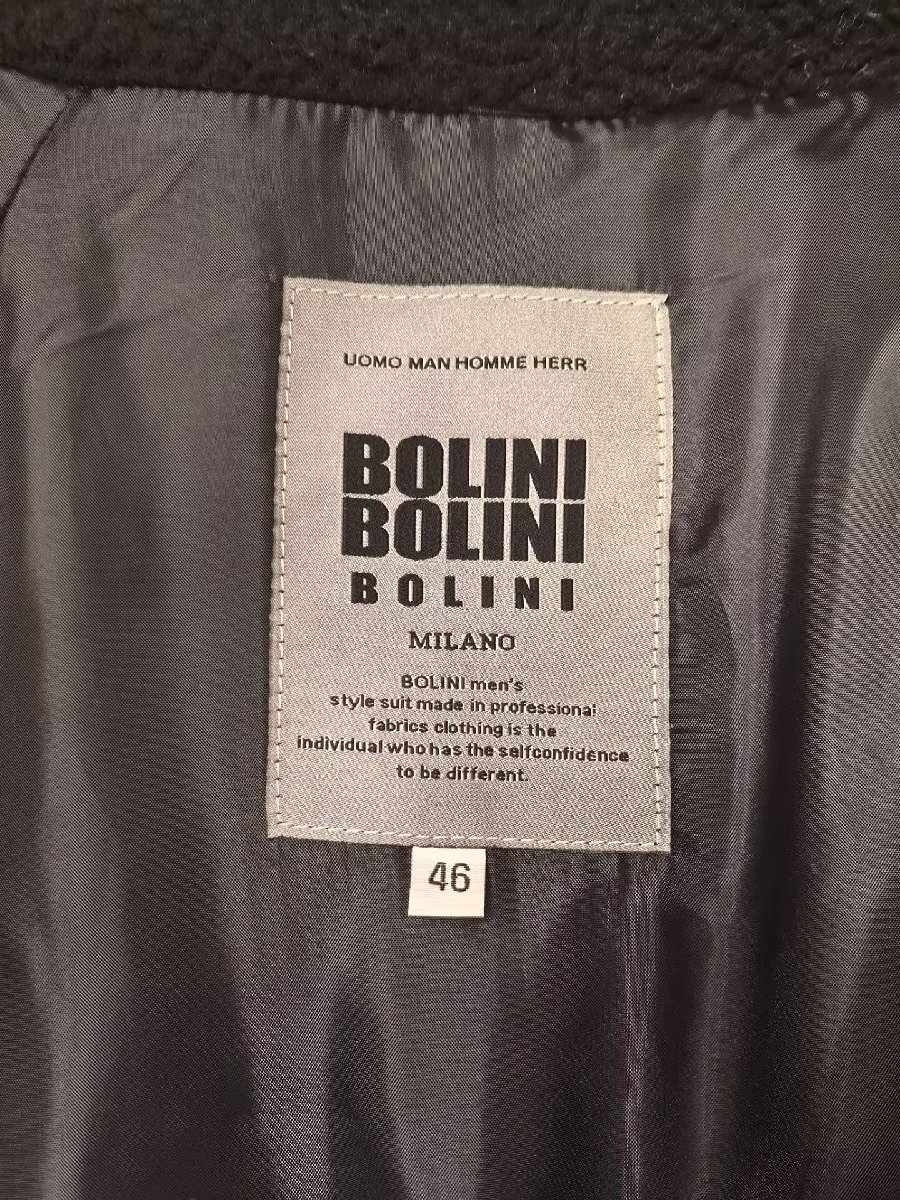 UOMO MAN HOMME HERR
BOLINI
BOLINI
BOLINI
MILANO
BOLINI men's
style suit made in professional
fabrics clothing is the
individual who has the selfconfidence
to be different.
46